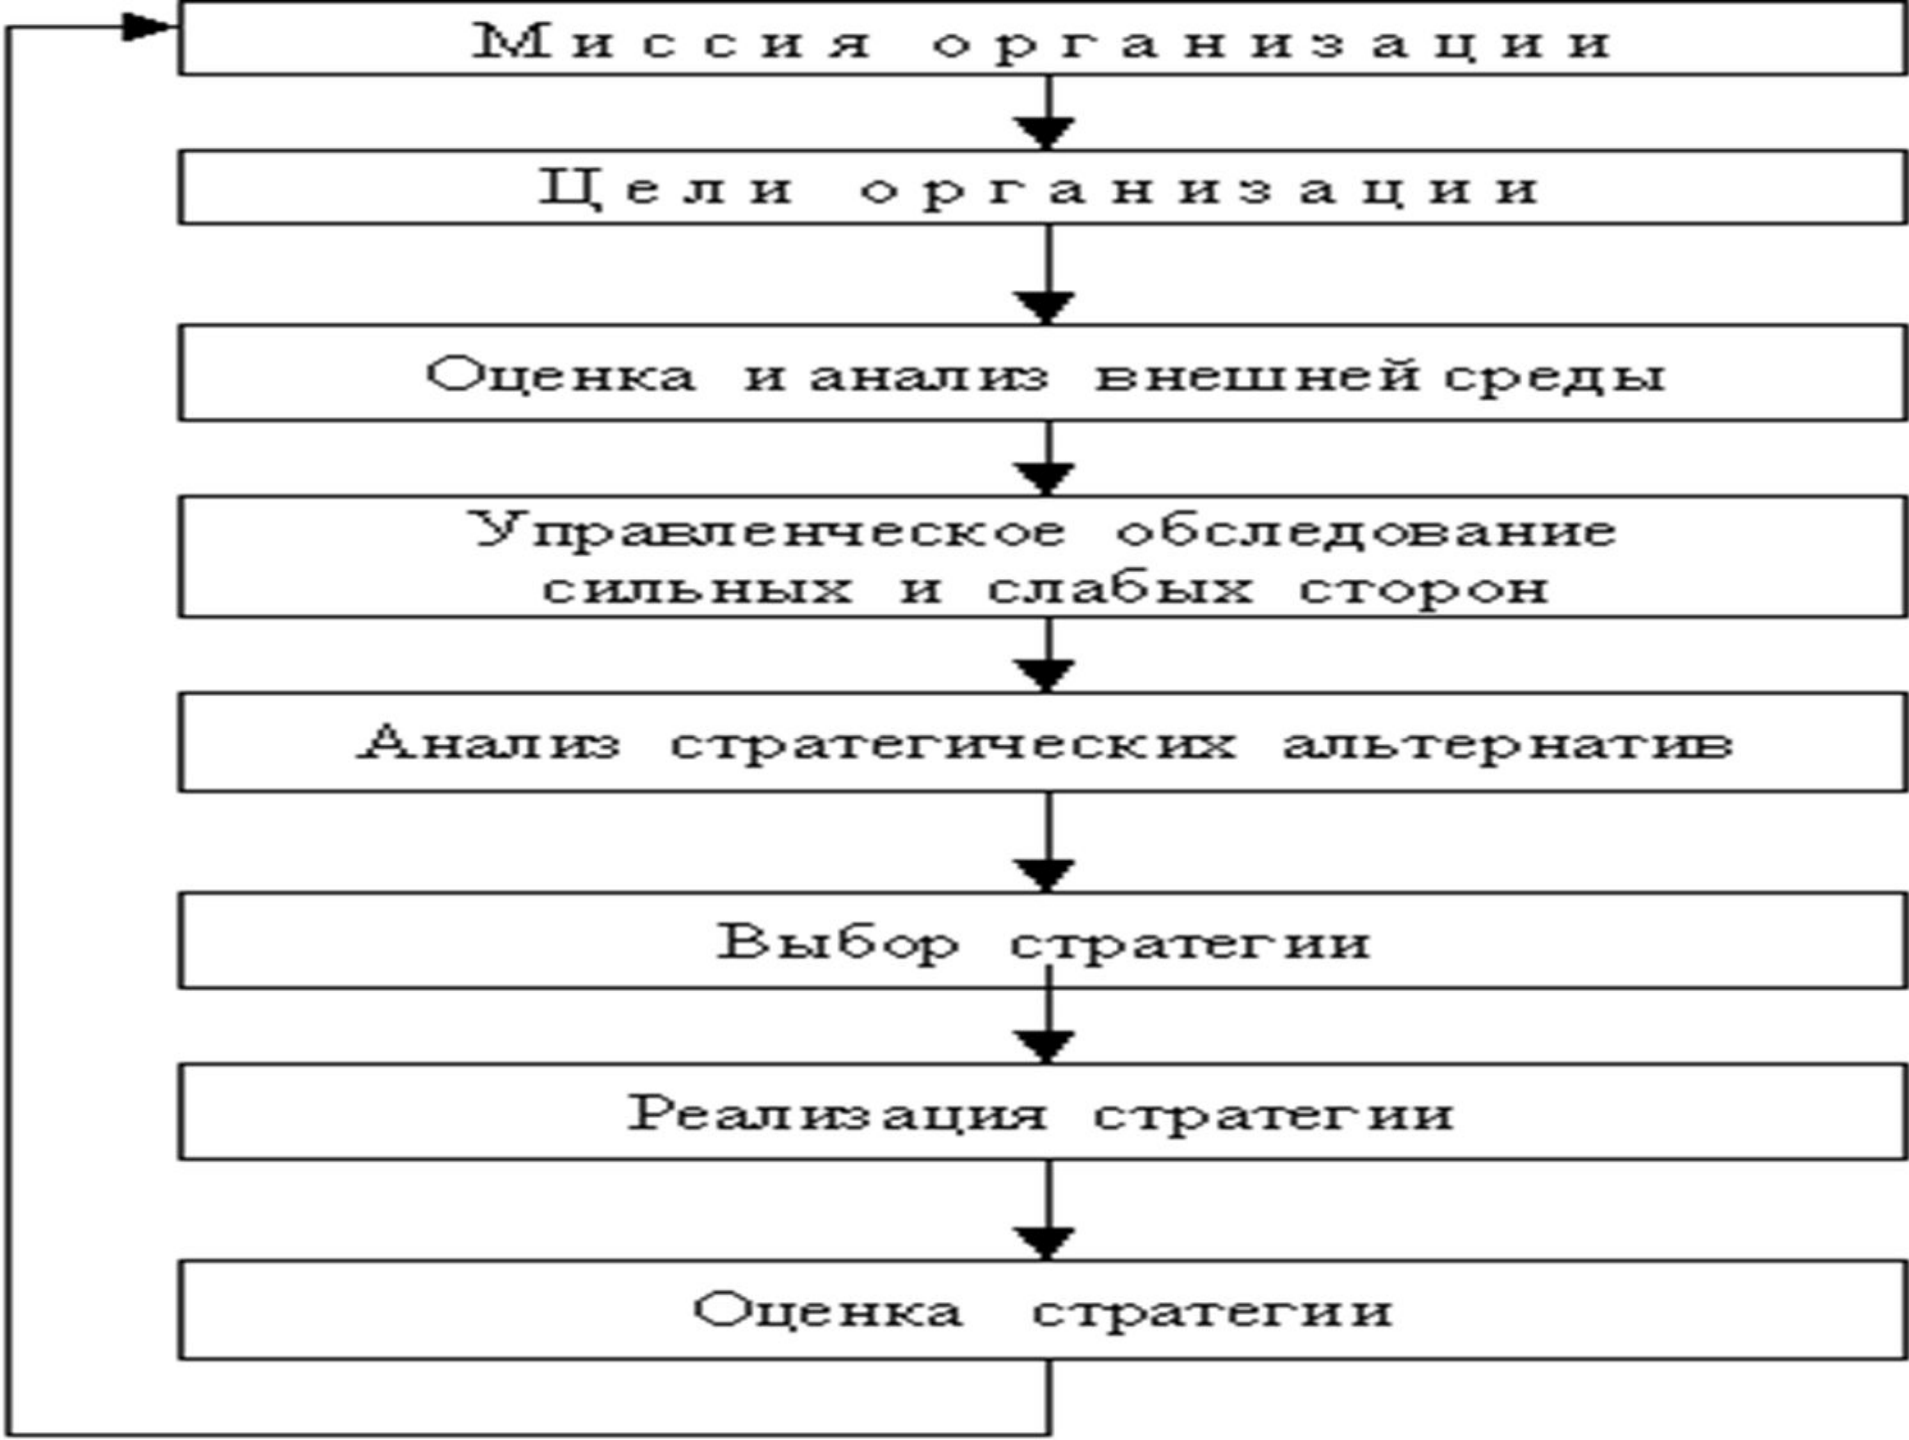 Миссия организации
Цели организации
Оценка и анализ внешней среды
Управленческое обследование
сильных и слабых сторон
Анализ стратегических альтернатив
Выбор стратегии
Реализация стратегии
Оценка стратегии